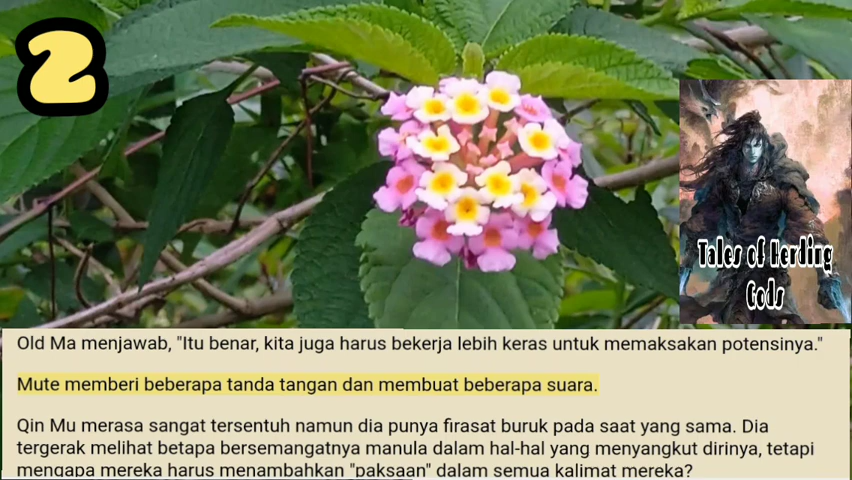 2
Tales of Herding
Gods
Old Ma menjawab, "Itu benar, kita juga harus bekerja lebih keras untuk memaksakan potensinya."
Mute memberi beberapa tanda tangan dan membuat beberapa suara.
Qin Mu merasa sangat tersentuh namun dia punya firasat buruk pada saat yang sama. Dia
tergerak melihat betapa bersemangatnya manula dalam hal-hal yang menyangkut dirinya, tetapi
mengapa mereka harus menambahkan "paksaan" dalam semua kalimat mereka?